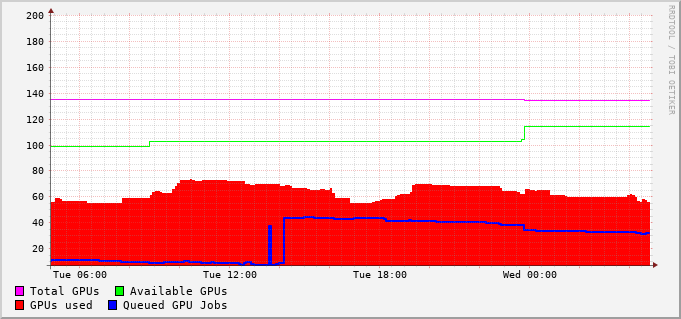 200
180
160
140
120
100
80
60
40
20
Tue 06:00 Tue 12:00 Tue 18:00 Wed 00:00
Total GPUs Available GPUs
GPUs used Queued GPU Jobs
RRDTOOL / TOBI OETIKER